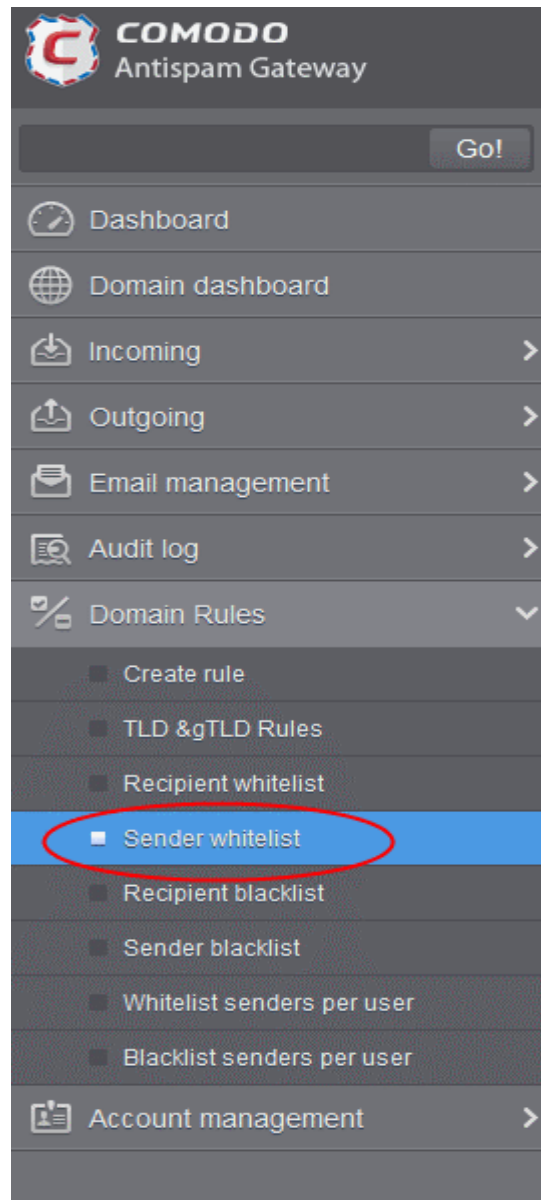 COMODO
Antispam Gateway
Go!
Dashboard
Domain dashboard
Incoming
Outgoing
Email management
Audit log
Domain Rules
Create rule
TLD &gTLD Rules
Recipient whitelist
Sender whitelist
Recipient blacklist
Sender blacklist
Whitelist senders per user
Blacklist senders per user
Account management